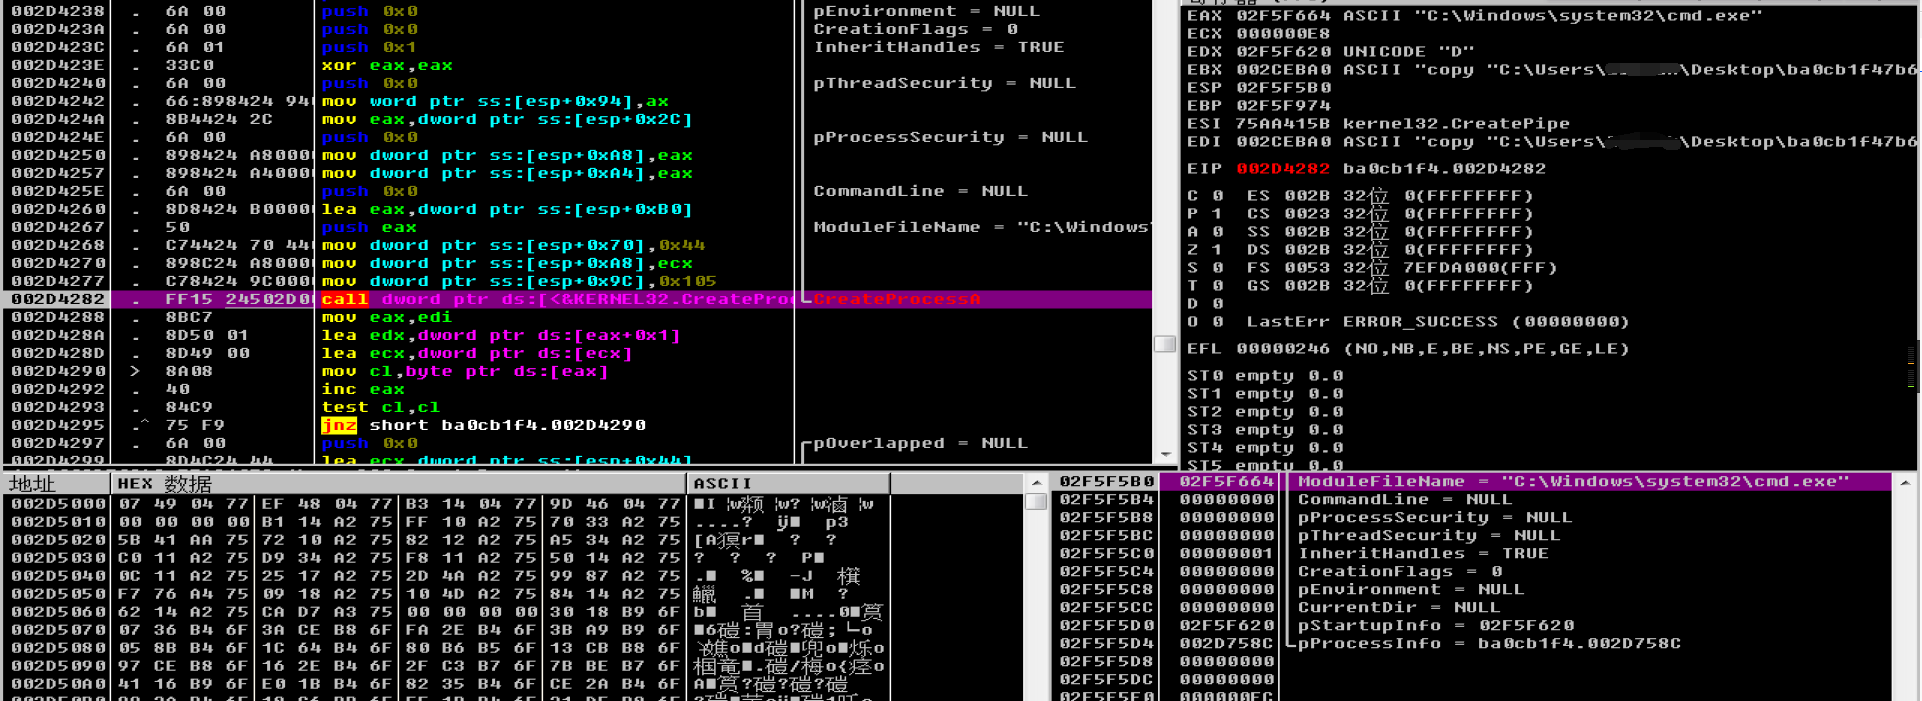 002D4238 . 6A 00 push 0x0 pEnvironment = NULL
002D423A . 6A 00 push 0x0 CreationFlags = 0
002D423C . 6A 01 push 0x1 InheritHandles = TRUE
002D423E . 33C0 xor eax,eax
002D4240 . 6A 00 push 0x0 pThreadSecurity = NULL
002D4242 . 66:898424 94 mov word ptr ss:[esp+0x94],ax
002D424A . 8B4424 2C mov eax,dword ptr ss:[esp+0x2C]
002D424E . 6A 00 push 0x0 pProcessSecurity = NULL
002D4250 . 898424 A8000 mov dword ptr ss:[esp+0xA8],eax
002D4257 . 898424 A4000 mov dword ptr ss:[esp+0xA4],eax
002D425E . 6A 00 push 0x0 CommandLine = NULL
002D4260 . 8D8424 B0000 lea eax,dword ptr ss:[esp+0xB0]
002D4267 . 50 push eax ModuleFileName = "C:\Windows
002D4268 . C74424 70 44 mov dword ptr ss:[esp+0x70],0x44
002D4270 . 898C24 A8000 mov dword ptr ss:[esp+0xA8],ecx
002D4277 . C78424 9C000 mov dword ptr ss:[esp+0x9C],0x105
002D4282 . FF15 24502D0 call dword ptr ds:[<&KERNEL32.CreatePro CreateProcessA
002D4288 . 8BC7 mov eax,edi
002D428A . 8D50 01 lea edx,dword ptr ds:[eax+0x1]
002D428D . 8D49 00 lea ecx,dword ptr ds:[ecx]
002D4290 > 8A08 mov cl,byte ptr ds:[eax]
002D4292 . 40 inc eax
002D4293 . 84C9 test cl,cl
002D4295 .^ 75 F9 jnz short ba0cb1f4.002D4290
002D4297 . 6A 00 push 0x0 pOverlapped = NULL
002D4299 . 8D4C24 44 lea ecx,dword ptr ss:[esp+0x44]
EAX 02F5F664 ASCII "C:\Windows\system32\cmd.exe"
ECX 000000E8
EDX 02F5F620 UNICODE "D"
EBX 002CEBA0 ASCII "copy "C:\Users\ \Desktop\ba0cb1f47b6
ESP 02F5F5B0
EBP 02F5F974
ESI 75AA415B kernel32.CreatePipe
EDI 002CEBA0 ASCII "copy "C:\Users\ \Desktop\ba0cb1f47b6
EIP 002D4282 ba0cb1f4.002D4282
C 0 ES 002B 32位 0(FFFFFFFF)
P 1 CS 0023 32位 0(FFFFFFFF)
A 0 SS 002B 32位 0(FFFFFFFF)
Z 1 DS 002B 32位 0(FFFFFFFF)
S 0 FS 0053 32位 7EFDA000(FFF)
T 0 GS 002B 32位 0(FFFFFFFF)
D 0
O 0 LastErr ERROR_SUCCESS (00000000)
EFL 00000246 (NO,NB,E,BE,NS,PE,GE,LE)
ST0 empty 0.0
ST1 empty 0.0
ST2 empty 0.0
ST3 empty 0.0
ST4 empty 0.0
ST5 empty 0.0
地址 HEX 数据 ASCII
002D5000 07 49 04 77 EF 48 04 77 B3 14 04 77 9D 46 04 77
002D5010 00 00 00 00 B1 14 A2 75 FF 10 A2 75 70 33 A2 75
002D5020 5B 41 AA 75 72 10 A2 75 82 12 A2 75 A5 34 A2 75
002D5030 C0 11 A2 75 D9 34 A2 75 F8 11 A2 75 50 14 A2 75
002D5040 0C 11 A2 75 25 17 A2 75 2D 4A A2 75 99 87 A2 75
002D5050 F7 76 A4 75 09 18 A2 75 10 4D A2 75 84 14 A2 75
002D5060 62 14 A2 75 CA D7 A3 75 00 00 00 00 30 18 B9 6F
002D5070 07 36 B4 6F 3A CE B8 6F FA 2E B4 6F 3B A9 B9 6F
002D5080 05 8B B4 6F 1C 64 B4 6F 80 B6 B5 6F 13 CB B8 6F
002D5090 97 CE B8 6F 16 2E B4 6F 2F C3 B7 6F 7B BE B7 6F
002D50A0 41 16 B9 6F E0 1B B4 6F 82 35 B4 6F CE 2A B4 6F
02F5F5B0 02F5F664 ModuleFileName = "C:\Windows\system32\cmd.exe"
02F5F5B4 00000000 CommandLine = NULL
02F5F5B8 00000000 pProcessSecurity = NULL
02F5F5BC 00000000 pThreadSecurity = NULL
02F5F5C0 00000001 InheritHandles = TRUE
02F5F5C4 00000000 CreationFlags = 0
02F5F5C8 00000000 pEnvironment = NULL
02F5F5CC 00000000 CurrentDir = NULL
02F5F5D0 02F5F620 pStartupInfo = 02F5F620
02F5F5D4 002D758C pProcessInfo = ba0cb1f4.002D758C
02F5F5D8 00000000
02F5F5DC 00000000
02F5F5E0 000000EC